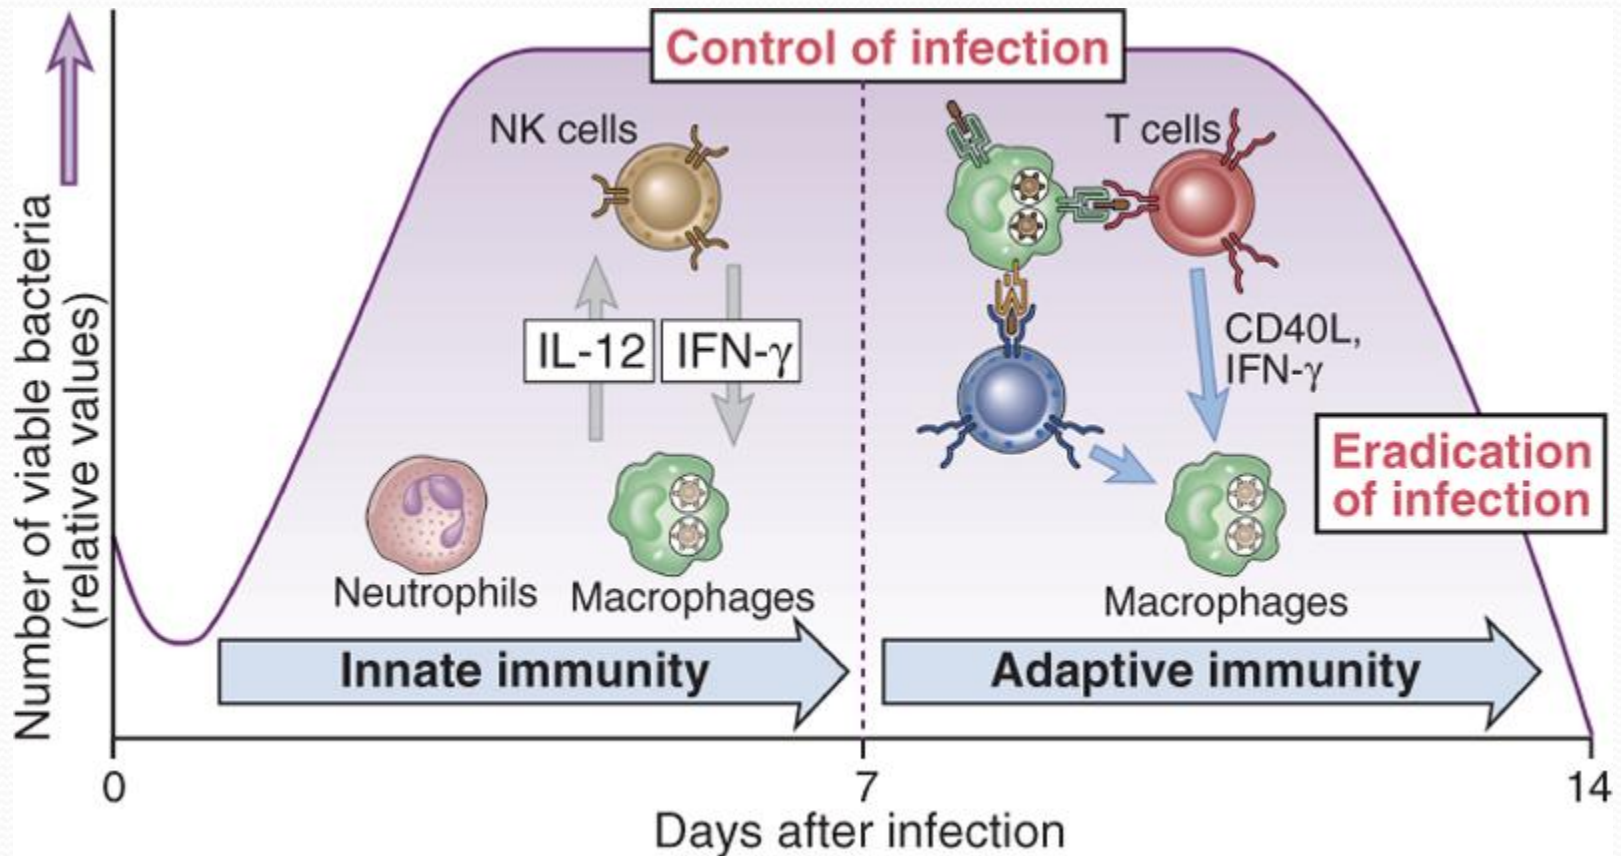 Control of infection
NK cells
T cells
IL-12
IFN-γ
CD40L,
IFN-γ
Eradication
of infection
Neutrophils
Macrophages
Macrophages
Innate immunity
Adaptive immunity
Number of viable bacteria
(relative values)
0
7
14
Days after infection